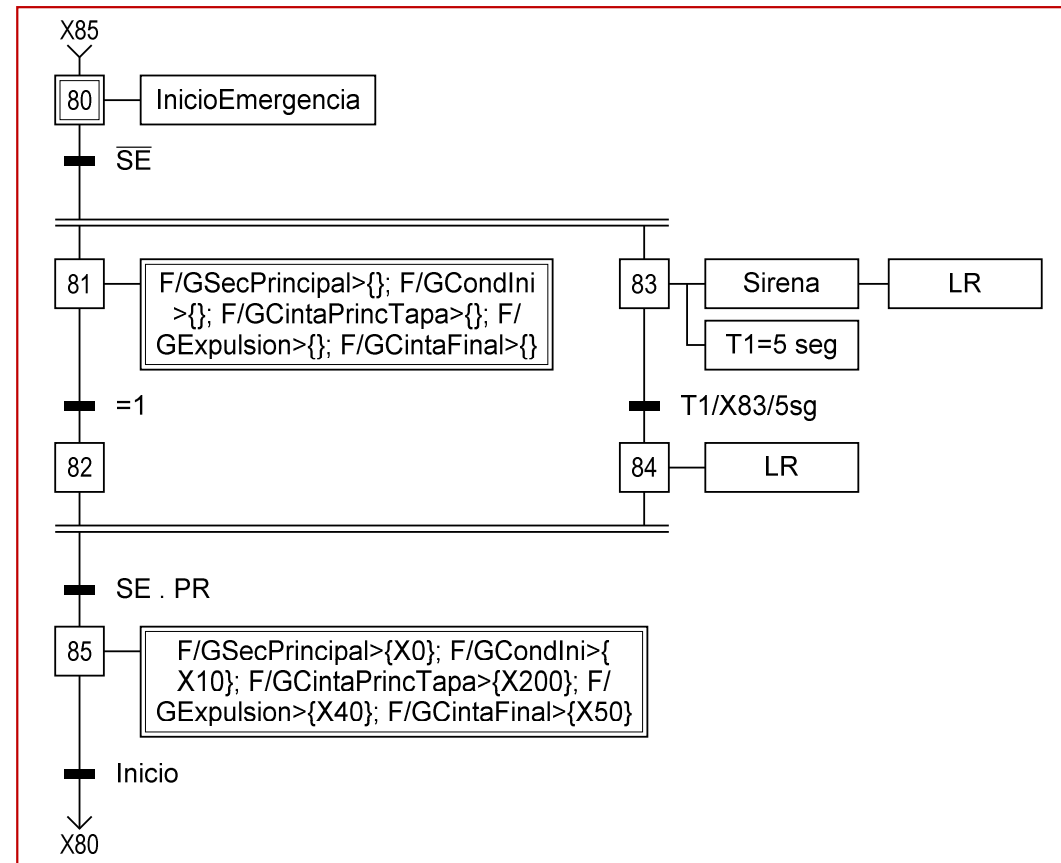 X85
80
InicioEmergencia
S̅E̅
81
F/GSecPrincipal>{}; F/GCondIni
>{}; F/GCintaPrincTapa>{}; F/
GExpulsion>{}; F/GCintaFinal>{}
83
Sirena
LR
T1=5 seg
=1
T1/X83/5sg
82
84
LR
SE . PR
85
F/GSecPrincipal>{X0}; F/GCondIni>{
X10}; F/GCintaPrincTapa>{X200}; F/
GExpulsion>{X40}; F/GCintaFinal>{X50}
Inicio
X80